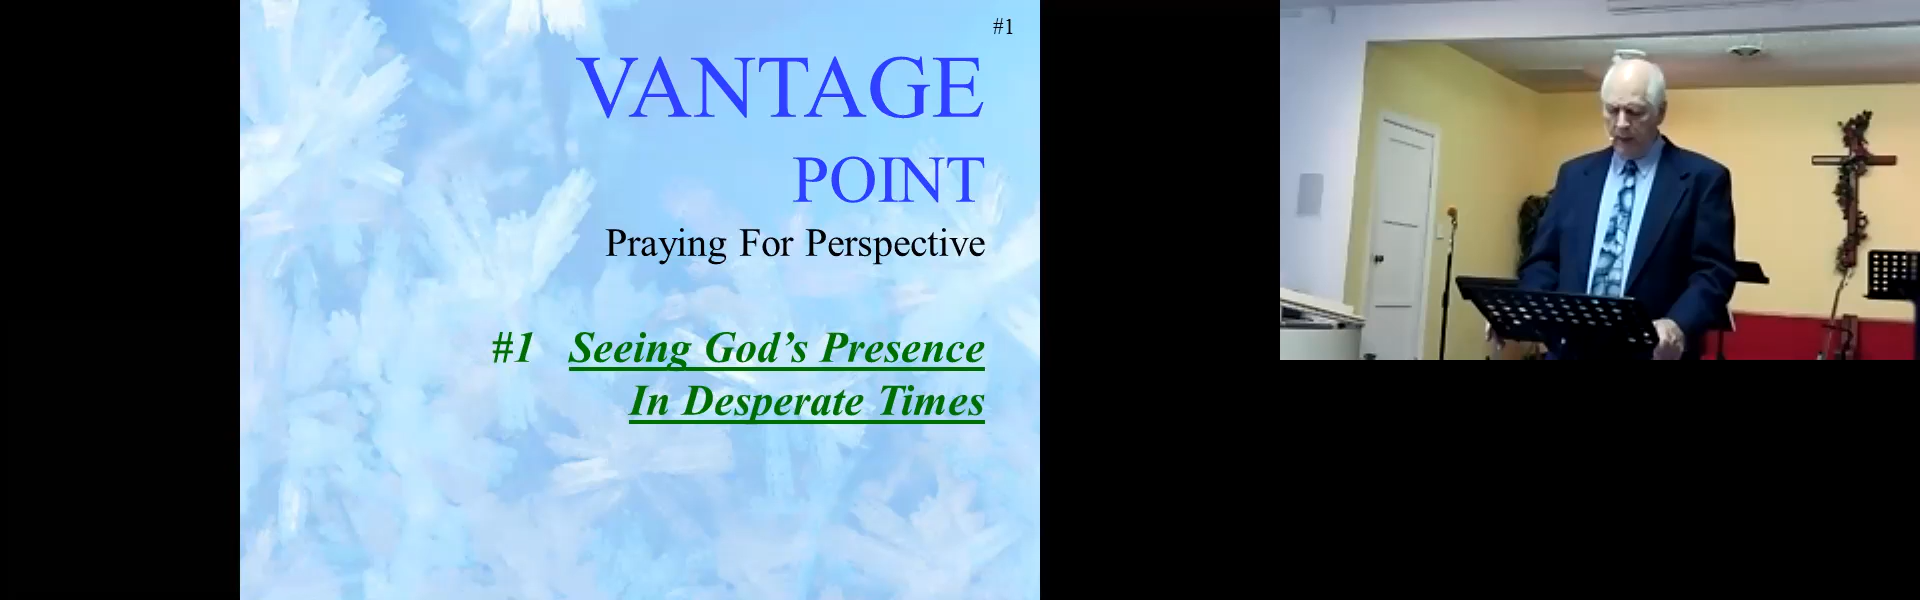 #1
VANTAGE
POINT
Praying For Perspective
#1 Seeing God’s Presence
In Desperate Times